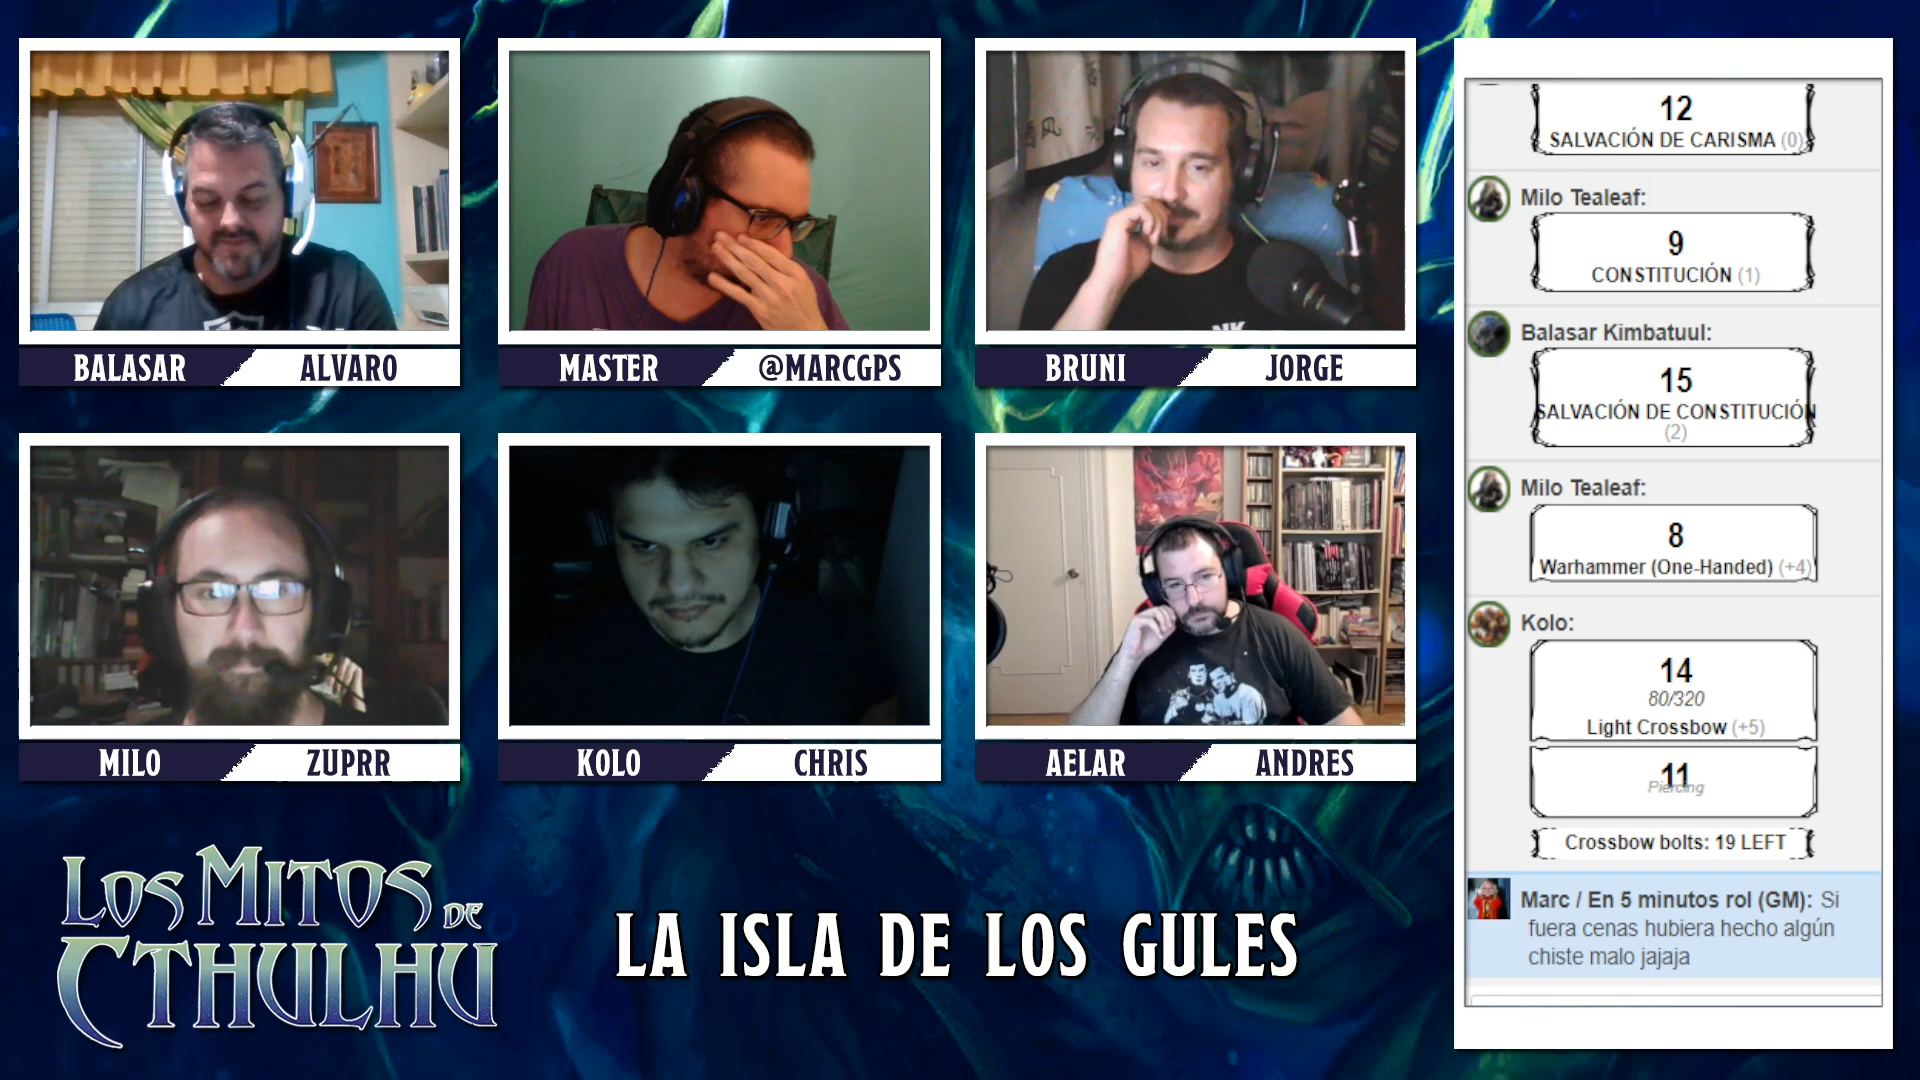 BALASAR ALVARO
MASTER @MARCGPS
BRUNI JORGE
NK
MILO ZUPRR
KOLO CHRIS
AELAR ANDRES
LOS MITOS DE
CTHULHU
LA ISLA DE LOS GULES
12
SALVACIÓN DE CARISMA (0)
Milo Tealeaf:
9
CONSTITUCIÓN (1)
Balasar Kimbatuul:
15
SALVACIÓN DE CONSTITUCIÓN
(2)
Milo Tealeaf:
8
Warhammer (One-Handed) (+4)
Kolo:
14
80/320
Light Crossbow (+5)
11
Piercing
Crossbow bolts: 19 LEFT
Marc / En 5 minutos rol (GM): Si
fuera cenas hubiera hecho algún
chiste malo jajaja